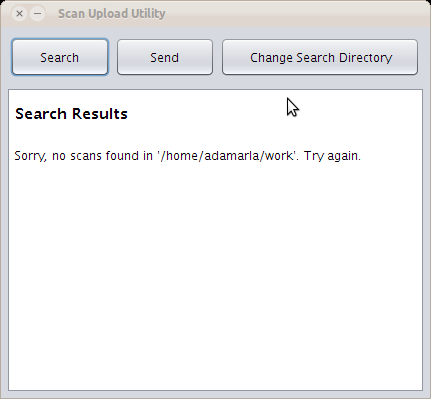 Scan Upload Utility
Search
Send
Change Search Directory
Search Results
Sorry, no scans found in '/home/adamarla/work'. Try again.